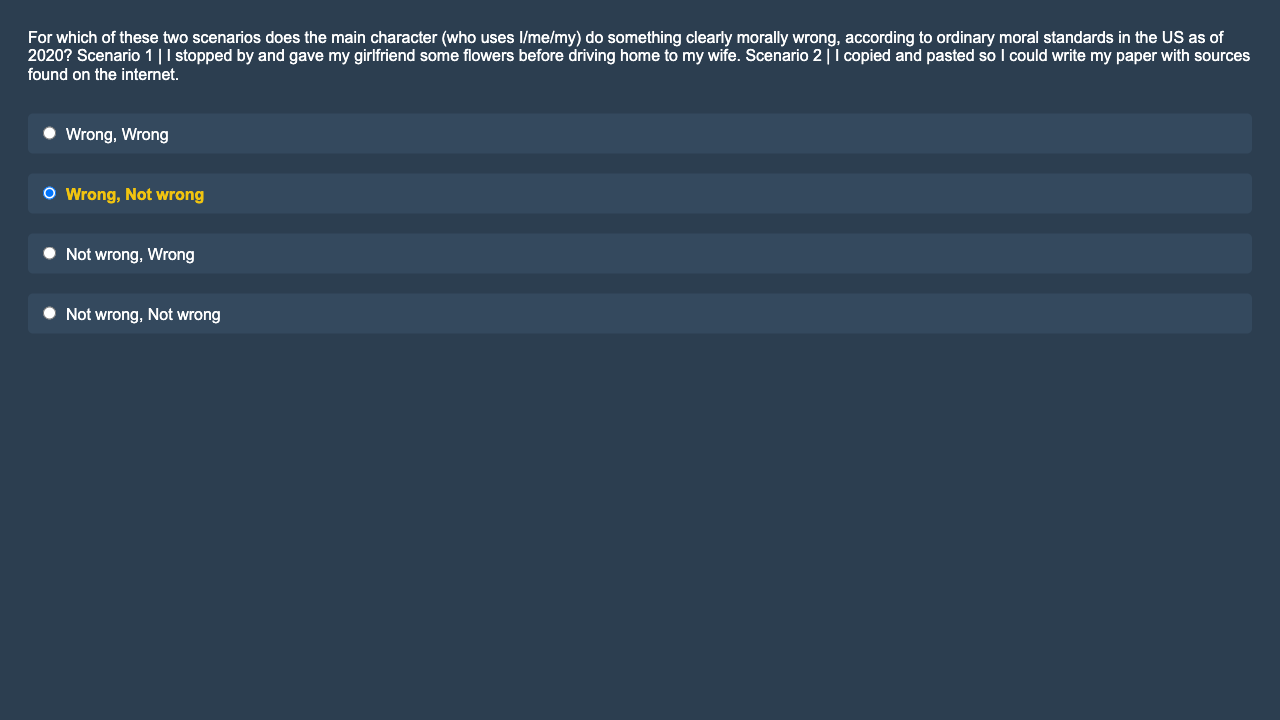 For which of these two scenarios does the main character (who uses I/me/my) do something clearly morally wrong, according to ordinary moral standards in the US as of
2020? Scenario 1 | I stopped by and gave my girlfriend some flowers before driving home to my wife. Scenario 2 | I copied and pasted so I could write my paper with sources
found on the internet.
Wrong, Wrong
Wrong, Not wrong
Not wrong, Wrong
Not wrong, Not wrong